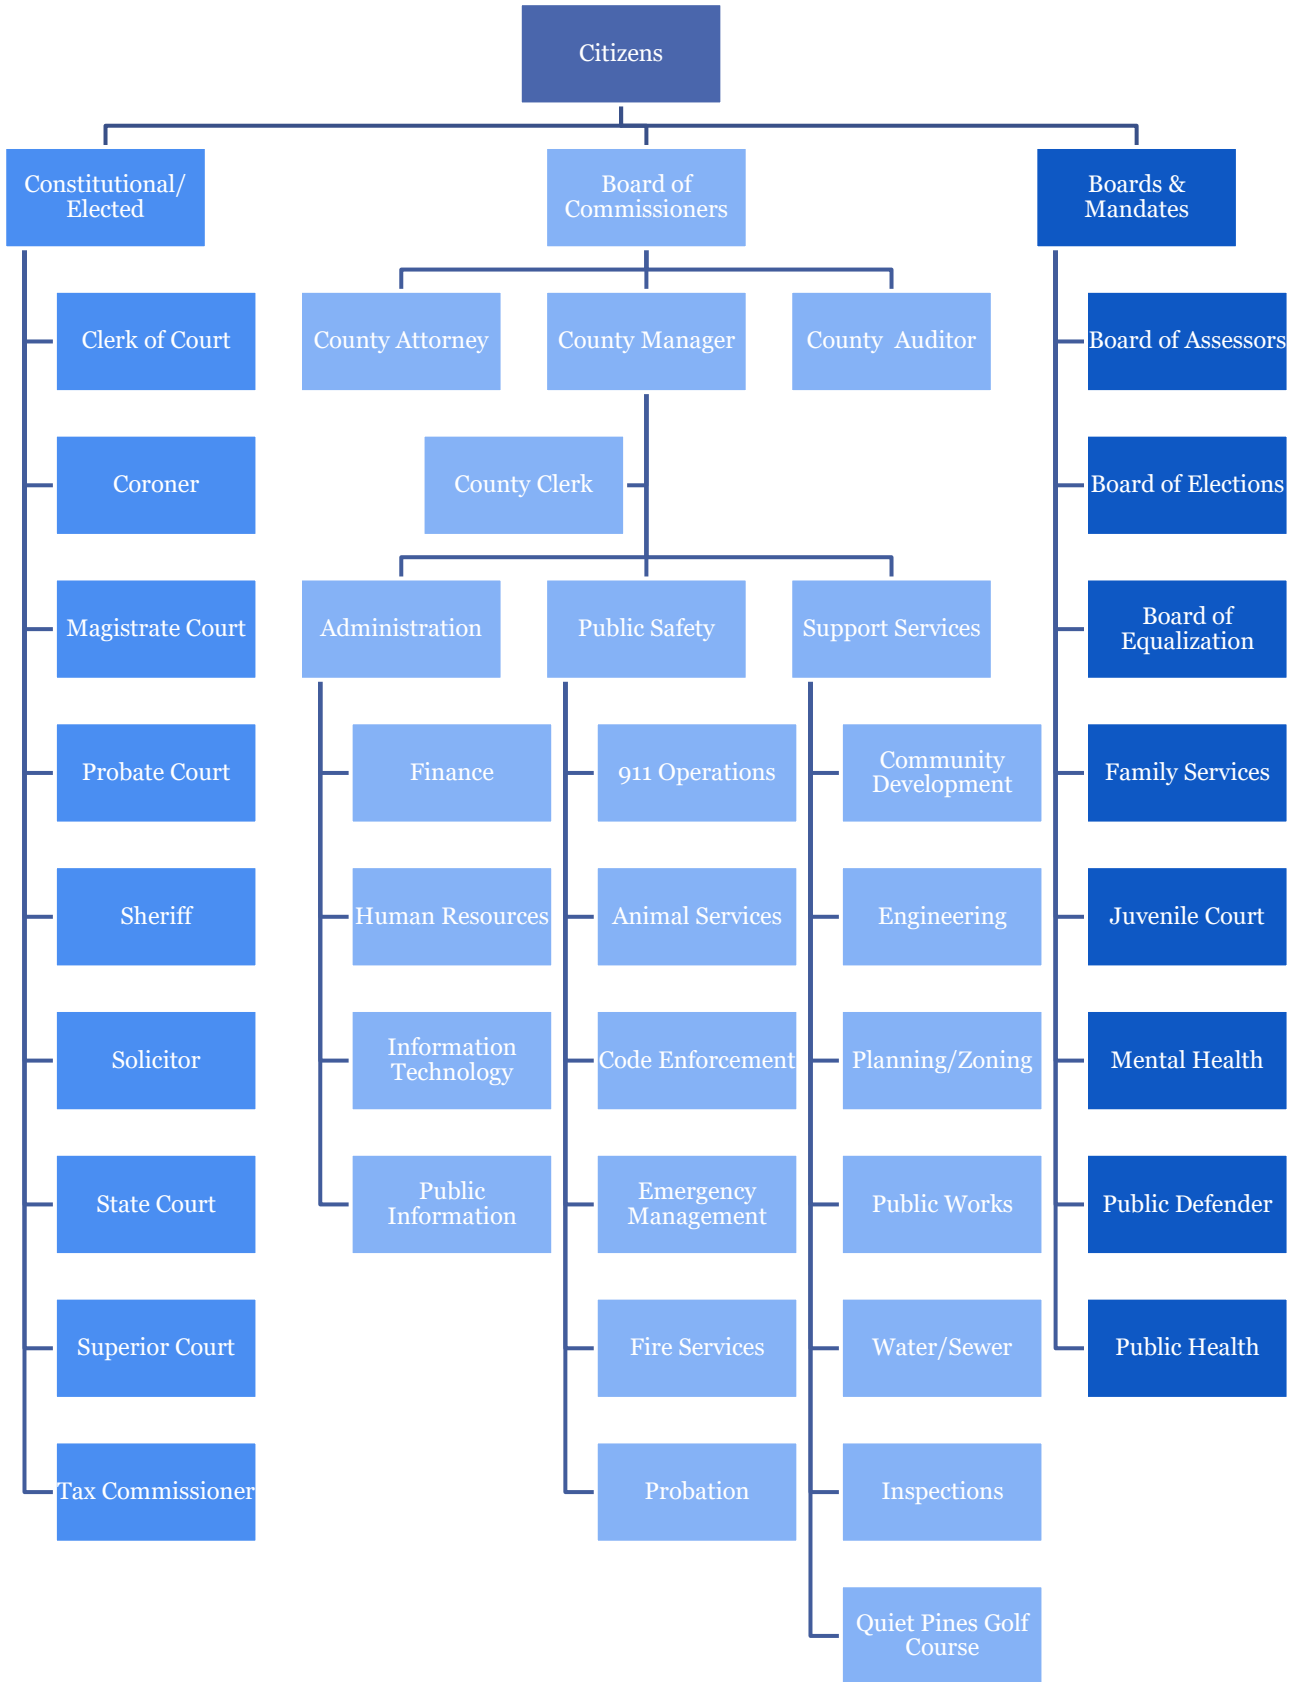 Citizens
Constitutional/
Elected
Board of
Commissioners
Boards &
Mandates
Clerk of Court
County Attorney
County Manager
County  Auditor
Board of Assessors
Coroner
County Clerk
Board of Elections
Magistrate Court
Administration
Public Safety
Support Services
Board of
Equalization
Probate Court
Finance
911 Operations
Community
Development
Family Services
Sheriff
Human Resources
Animal Services
Engineering
Juvenile Court
Solicitor
Information
Technology
Code Enforcement
Planning/Zoning
Mental Health
State Court
Public
Information
Emergency
Management
Public Works
Public Defender
Superior Court
Fire Services
Water/Sewer
Public Health
Tax Commissioner
Probation
Inspections
Quiet Pines Golf
Course